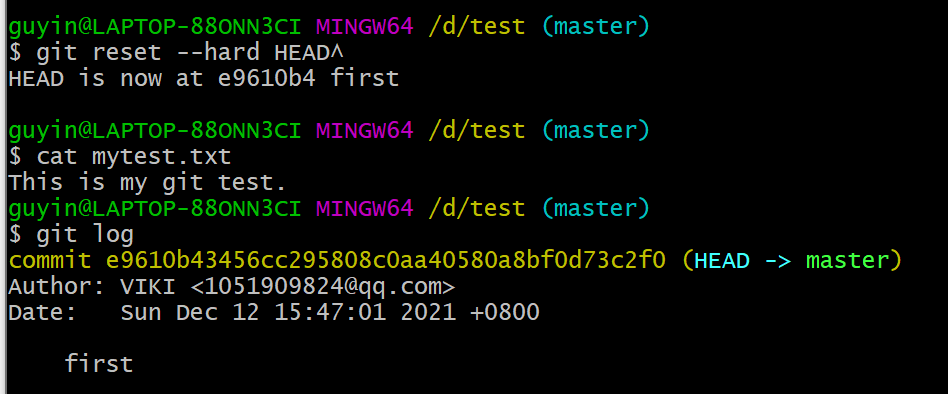 guyin@LAPTOP-88ONN3CI MINGW64 /d/test (master)
$ git reset --hard HEAD^
HEAD is now at e9610b4 first
guyin@LAPTOP-88ONN3CI MINGW64 /d/test (master)
$ cat mytest.txt
This is my git test.
guyin@LAPTOP-88ONN3CI MINGW64 /d/test (master)
$ git log
commit e9610b43456cc295808c0aa40580a8bf0d73c2f0 (HEAD -> master)
Author: VIKI <1051909824@qq.com>
Date:   Sun Dec 12 15:47:01 2021 +0800
    first